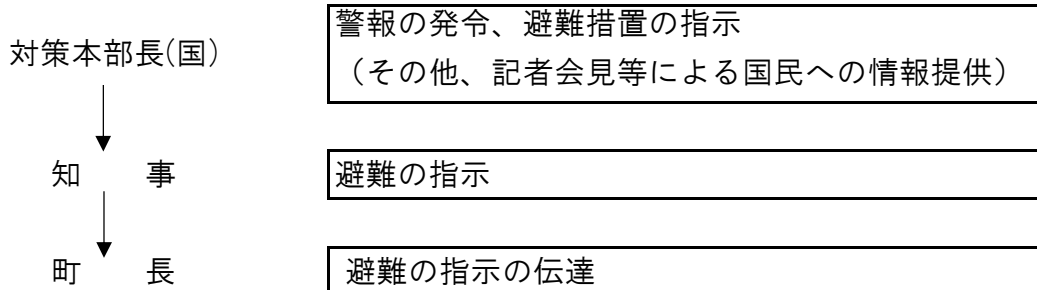 対策本部長(国)
警報の発令、避難措置の指示
（その他、記者会見等による国民への情報提供）
知　　事
避難の指示
町　　長
避難の指示の伝達